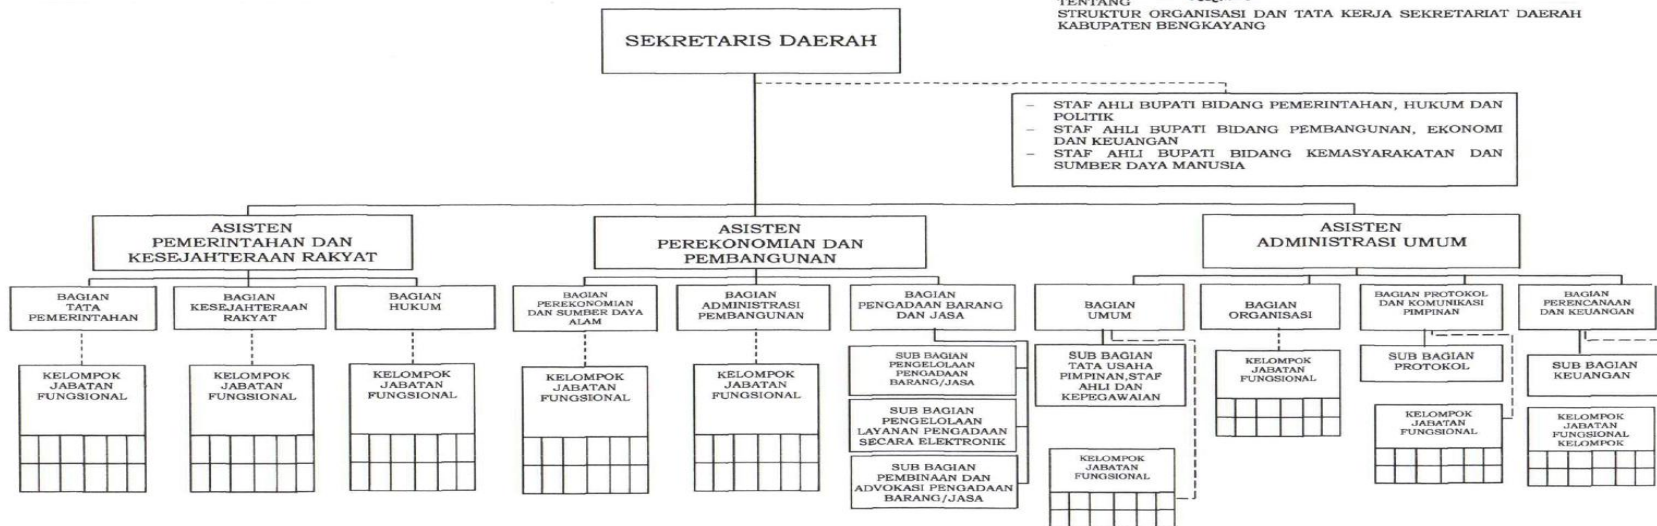 TENTANG
STRUKTUR ORGANISASI DAN TATA KERJA SEKRETARIAT DAERAH
KABUPATEN BENGKAYANG
SEKRETARIS DAERAH
- STAF AHLI BUPATI BIDANG PEMERINTAHAN, HUKUM DAN
POLITIK
- STAF AHLI BUPATI BIDANG PEMBANGUNAN, EKONOMI
DAN KEUANGAN
- STAF AHLI BUPATI BIDANG KEMASYARAKATAN DAN
SUMBER DAYA MANUSIA
ASISTEN
PEMERINTAHAN DAN
KESEJAHTERAAN RAKYAT
ASISTEN
PEREKONOMIAN DAN
PEMBANGUNAN
ASISTEN
ADMINISTRASI UMUM
BAGIAN
TATA
PEMERINTAHAN
BAGIAN
KESEJAHTERAAN
RAKYAT
BAGIAN
HUKUM
BAGIAN
PEREKONOMIAN
DAN SUMBER DAYA
ALAM
BAGIAN
ADMINISTRASI
PEMBANGUNAN
BAGIAN
PENGADAAN BARANG
DAN JASA
BAGIAN
UMUM
BAGIAN
ORGANISASI
BAGIAN PROTOKOL
DAN KOMUNIKASI
PIMPINAN
BAGIAN
PERENCANAAN
DAN KEUANGAN
KELOMPOK
JABATAN
FUNGSIONAL
KELOMPOK
JABATAN
FUNGSIONAL
KELOMPOK
JABATAN
FUNGSIONAL
KELOMPOK
JABATAN
FUNGSIONAL
KELOMPOK
JABATAN
FUNGSIONAL
SUB BAGIAN
PENGELOLAAN
PENGADAAN
BARANG/JASA
SUB BAGIAN
PENGELOLAAN
LAYANAN PENGADAAN
SECARA ELEKTRONIK
SUB BAGIAN
PEMBINAAN DAN
ADVOKASI PENGADAAN
BARANG/JASA
SUB BAGIAN
TATA USAHA
PIMPINAN,STAF
AHLI DAN
KEPEGAWAIAN
KELOMPOK
JABATAN
FUNGSIONAL
KELOMPOK
JABATAN
FUNGSIONAL
SUB BAGIAN
PROTOKOL
KELOMPOK
JABATAN
FUNGSIONAL
SUB BAGIAN
KEUANGAN
KELOMPOK
JABATAN
FUNGSIONAL
KELOMPOK